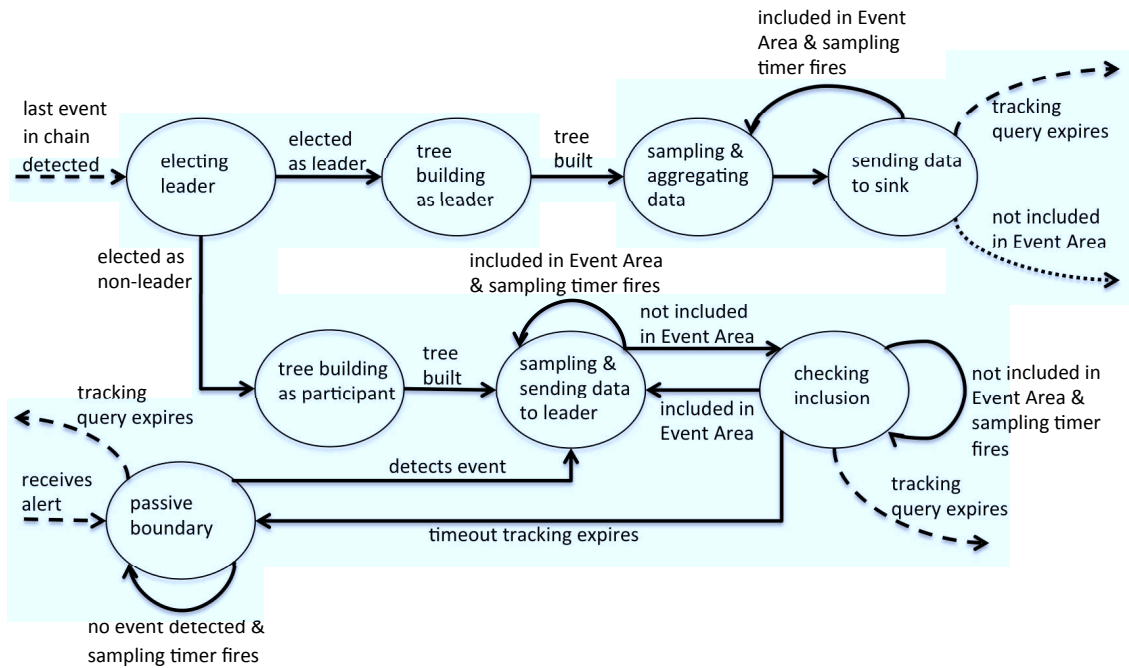 included in Event
Area & sampling
timer fires
last event
in chain
detected
electing
leader
elected
as leader
tree
building
as leader
tree
built
sampling &
aggregating
data
sending data
to sink
tracking
query expires
not included
in Event Area
elected as
non-leader
included in Event Area
& sampling timer fires
not included
in Event Area
tree building
as participant
tree
built
sampling &
sending data
to leader
included in
Event Area
checking
inclusion
not included in
Event Area &
sampling timer
fires
tracking
query expires
receives
alert
passive
boundary
detects event
timeout tracking expires
tracking
query expires
no event detected &
sampling timer fires